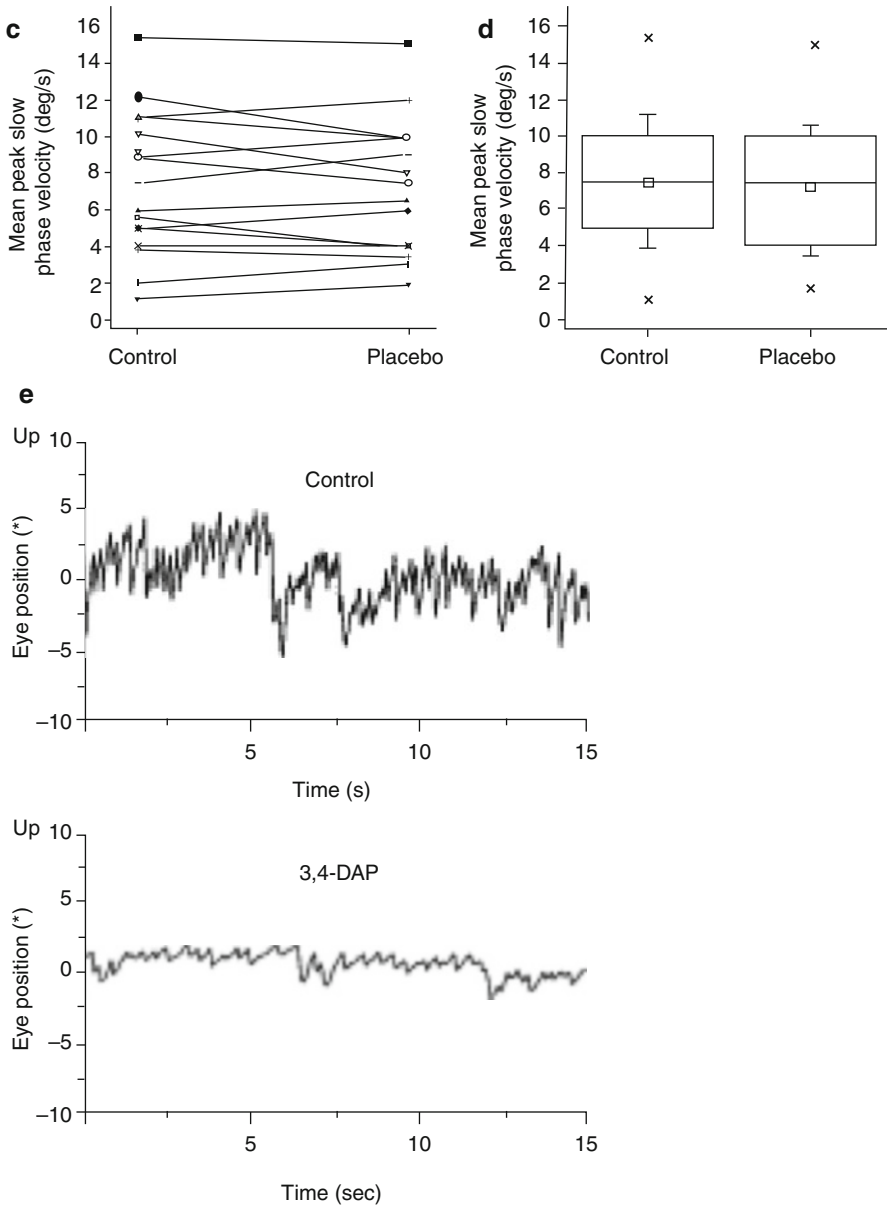 c
Mean peak slow
phase velocity (deg/s)
16
14
12
10
8
6
4
2
0
Control
Placebo
d
Mean peak slow
phase velocity (deg/s)
16
14
12
10
8
6
4
2
0
Control
Placebo
e
Up
10
5
0
−5
−10
Eye position (*)
Control
5
10
15
Time (s)
Up
10
5
0
−5
−10
Eye position (*)
3,4-DAP
5
10
15
Time (sec)